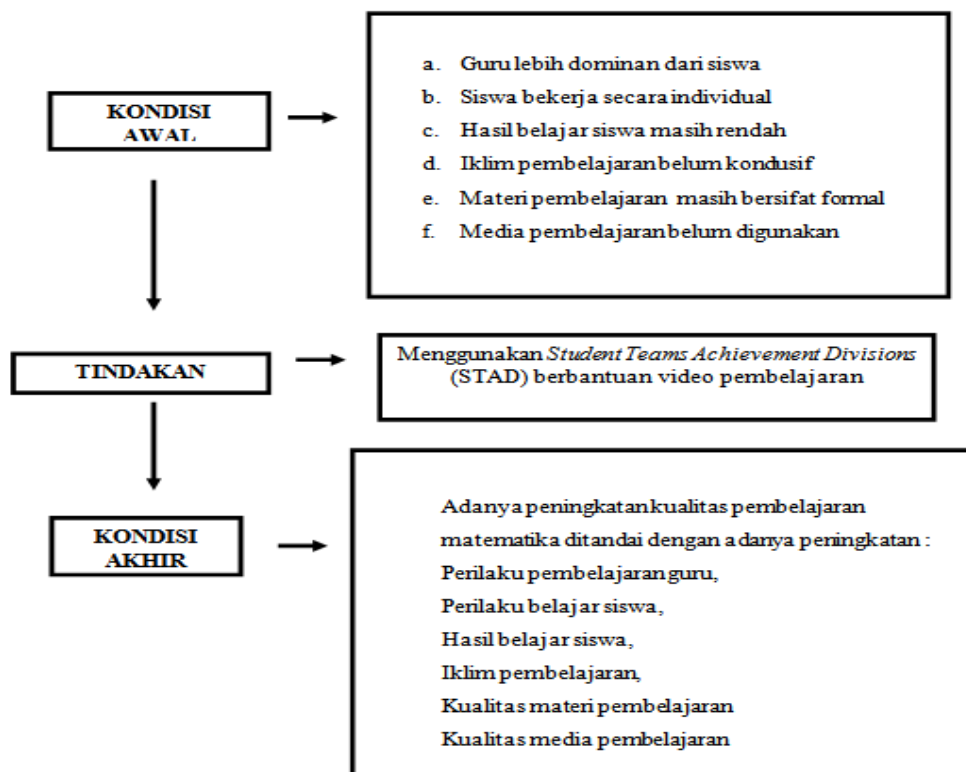 KONDISI
AWAL
a. Guru lebih dominan dari siswa
b. Siswa bekerja secara individual
c. Hasil belajar siswa masih rendah
d. Iklim pembelajaran belum kondusif
e. Materi pembelajaran masih bersifat formal
f. Media pembelajaran belum digunakan
TINDAKAN
Menggunakan Student Teams Achievement Divisions
(STAD) berbantuan video pembelajaran
KONDISI
AKHIR
Adanya peningkatan kualitas pembelajaran
matematika ditandai dengan adanya peningkatan :
Perilaku pembelajaran guru,
Perilaku belajar siswa,
Hasil belajar siswa,
Iklim pembelajaran,
Kualitas materi pembelajaran
Kualitas media pembelajaran